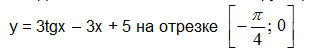 y = 3tgx – 3x + 5 на отрезке [-π/4; 0]